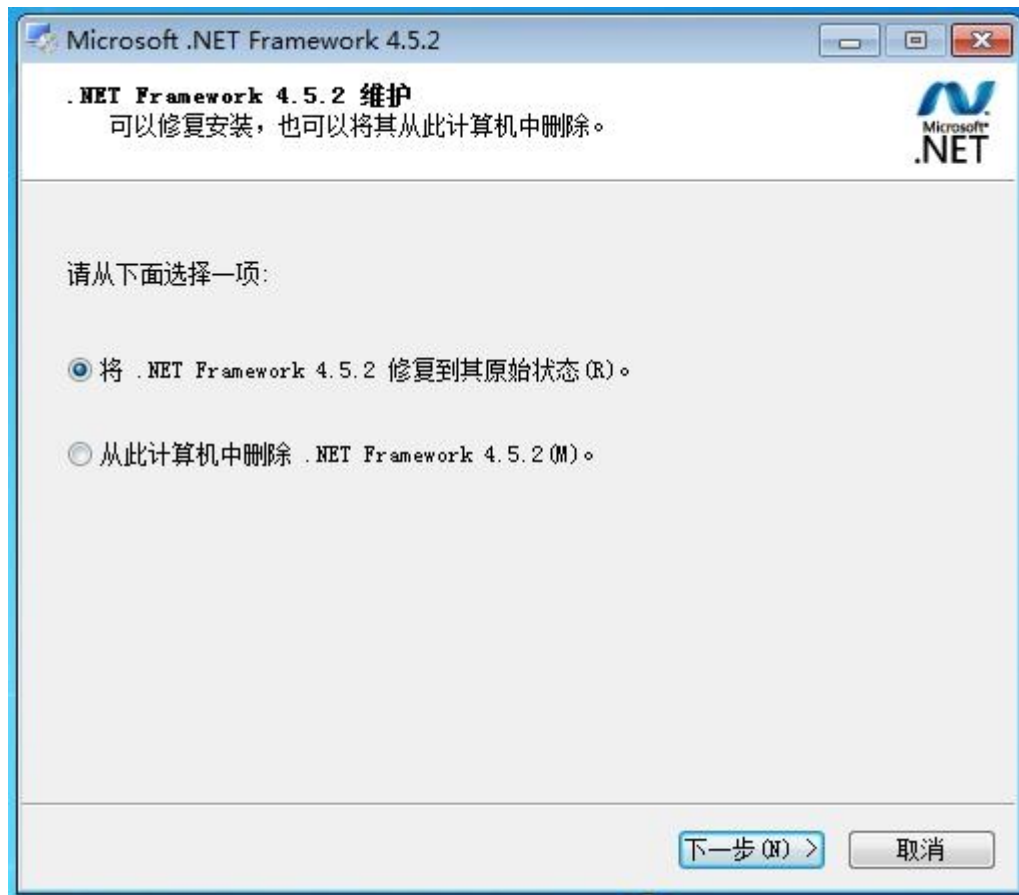 Microsoft .NET Framework 4.5.2
.NET Framework 4.5.2 维护
可以修复安装，也可以将其从此计算机中删除。
Microsoft
.NET
请从下面选择一项:
将 .NET Framework 4.5.2 修复到其原始状态(R)。
从此计算机中删除 .NET Framework 4.5.2(M)。
下一步(N) >
取消